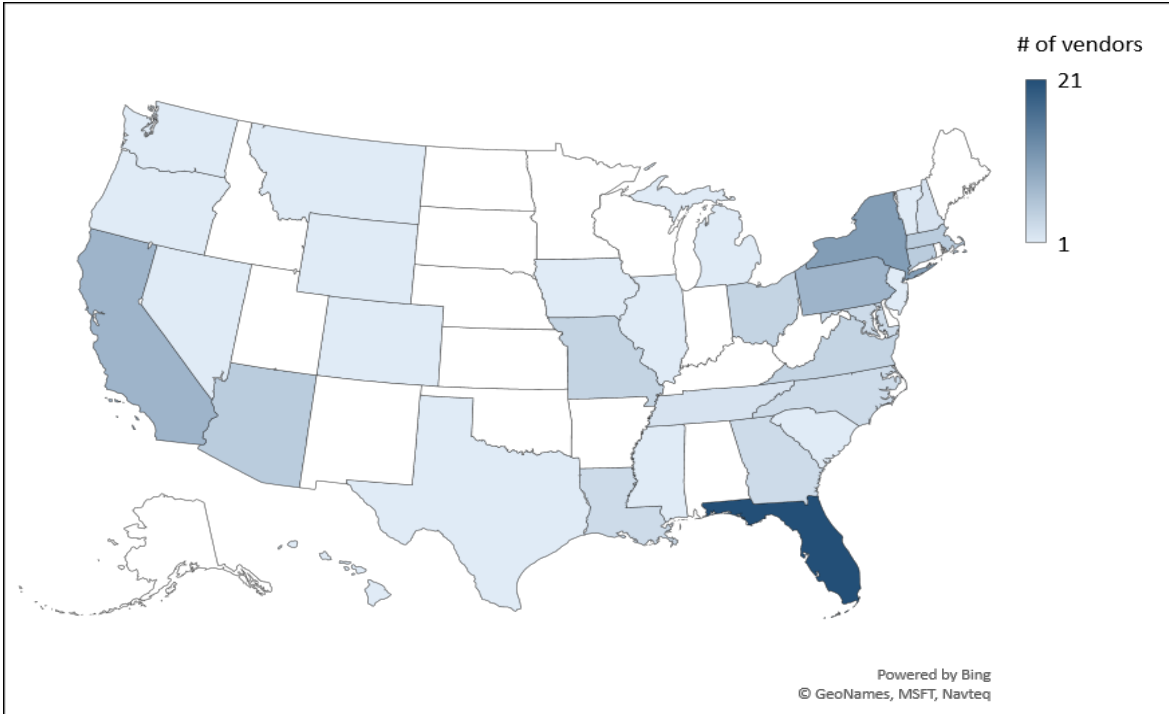 # of vendors
21
1
Powered by Bing
© GeoNames, MSFT, Navteq